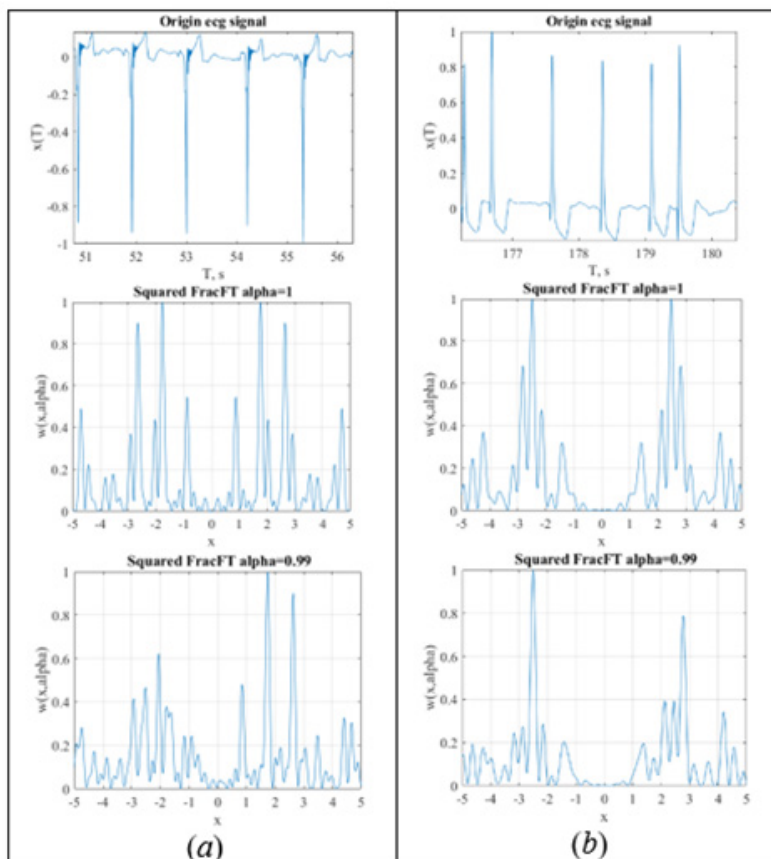 Origin ecg signal
0
-0.2
-0.4
-0.6
-0.8
-1
x(T)
51 52 53 54 55 56
T, s
Squared FracFT alpha=1
1
0.8
0.6
0.4
0.2
0
w(x,alpha)
-5 -4 -3 -2 -1 0 1 2 3 4 5
x
Squared FracFT alpha=0.99
1
0.8
0.6
0.4
0.2
0
w(x,alpha)
-5 -4 -3 -2 -1 0 1 2 3 4 5
x
(a)
Origin ecg signal
1
0.8
0.6
0.4
0.2
0
x(T)
177 178 179 180
T, s
Squared FracFT alpha=1
1
0.8
0.6
0.4
0.2
0
w(x,alpha)
-5 -4 -3 -2 -1 0 1 2 3 4 5
x
Squared FracFT alpha=0.99
1
0.8
0.6
0.4
0.2
0
w(x,alpha)
-5 -4 -3 -2 -1 0 1 2 3 4 5
x
(b)